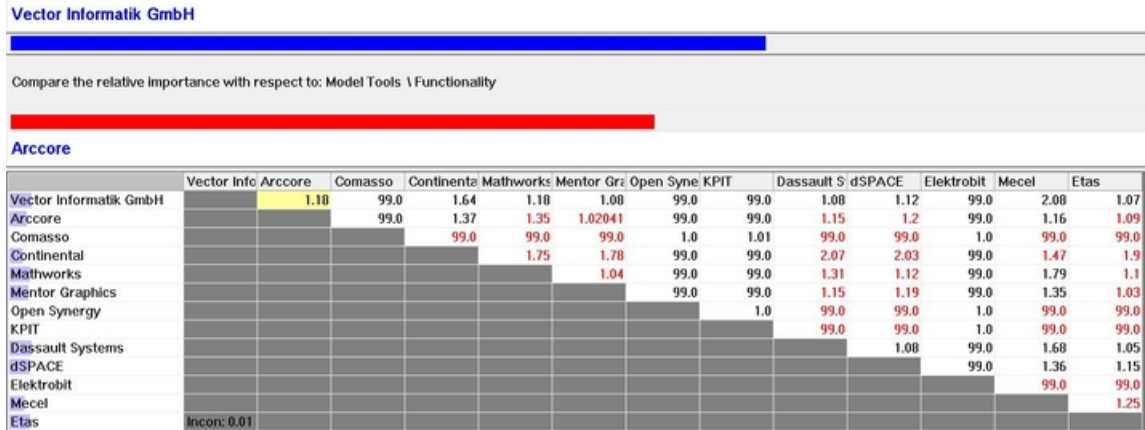 Vector Informatik GmbH
Compare the relative importance with respect to: Model Tools \ Functionality
Arccore
Vector Info Arccore Comasso Continenta Mathworks Mentor Gra Open Syne KPIT Dassault S dSPACE Elektrobit Mecel Etas
Vector Informatik GmbH 1.18 99.0 1.64 1.18 1.08 99.0 99.0 1.08 1.12 99.0 2.08 1.07
Arccore 99.0 1.37 1.35 1.02041 99.0 99.0 1.15 1.2 99.0 1.16 1.09
Comasso 99.0 99.0 99.0 1.0 1.01 99.0 99.0 1.0 99.0 99.0
Continental 1.75 1.78 99.0 99.0 2.07 2.03 99.0 1.47 1.9
Mathworks 1.04 99.0 99.0 1.31 1.12 99.0 1.79 1.1
Mentor Graphics 99.0 99.0 1.15 1.19 99.0 1.35 1.03
Open Synergy 1.0 99.0 99.0 1.0 99.0 99.0
KPIT 99.0 99.0 1.0 99.0 99.0
Dassault Systems 1.08 99.0 1.68 1.05
dSPACE 99.0 1.36 1.15
Elektrobit 99.0 99.0
Mecel 1.25
Etas Incon: 0.01